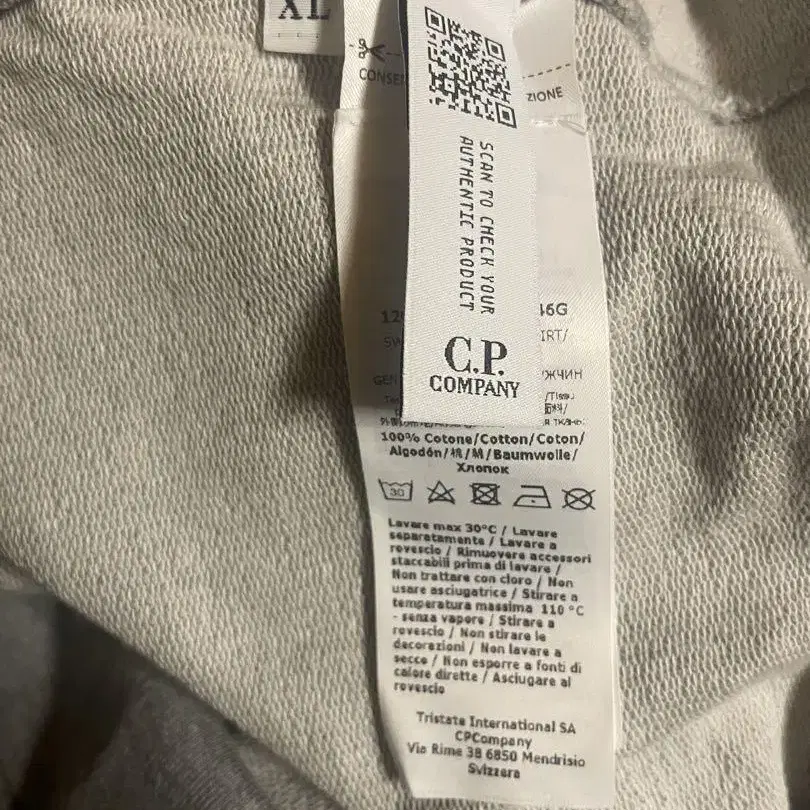 XL
CONSE
ZIONE
SCAN TO CHECK YOUR
AUTHENTIC PRODUCT
C.P.
COMPANY
46G
IRT/
GEN
100% Cotone/Cotton/Coton/
Algodón/棉/綿/Baumwolle/
Хлопок
30
Lavare max 30°C / Lavare
separatamente / Lavare a
rovescio / Rimuovere accessori
staccabili prima di lavare /
Non trattare con cloro / Non
usare asciugatrice / Stirare a
temperatura massima 110 °C
- senza vapore / Stirare a
rovescio / Non stirare le
decorazioni / Non lavare a
secco / Non esporre a fonti di
calore dirette / Asciugare al
rovescio
Tristate International SA
CPCompany
Via Rime 38 6850 Mendrisio
Svizzera